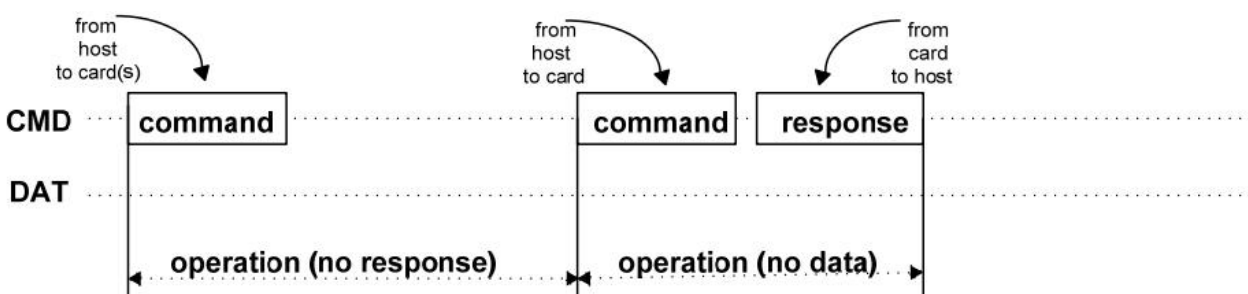 from
host
to card(s)
from
host
to card
from
card
to host
CMD
command
command
response
DAT
operation (no response)
operation (no data)